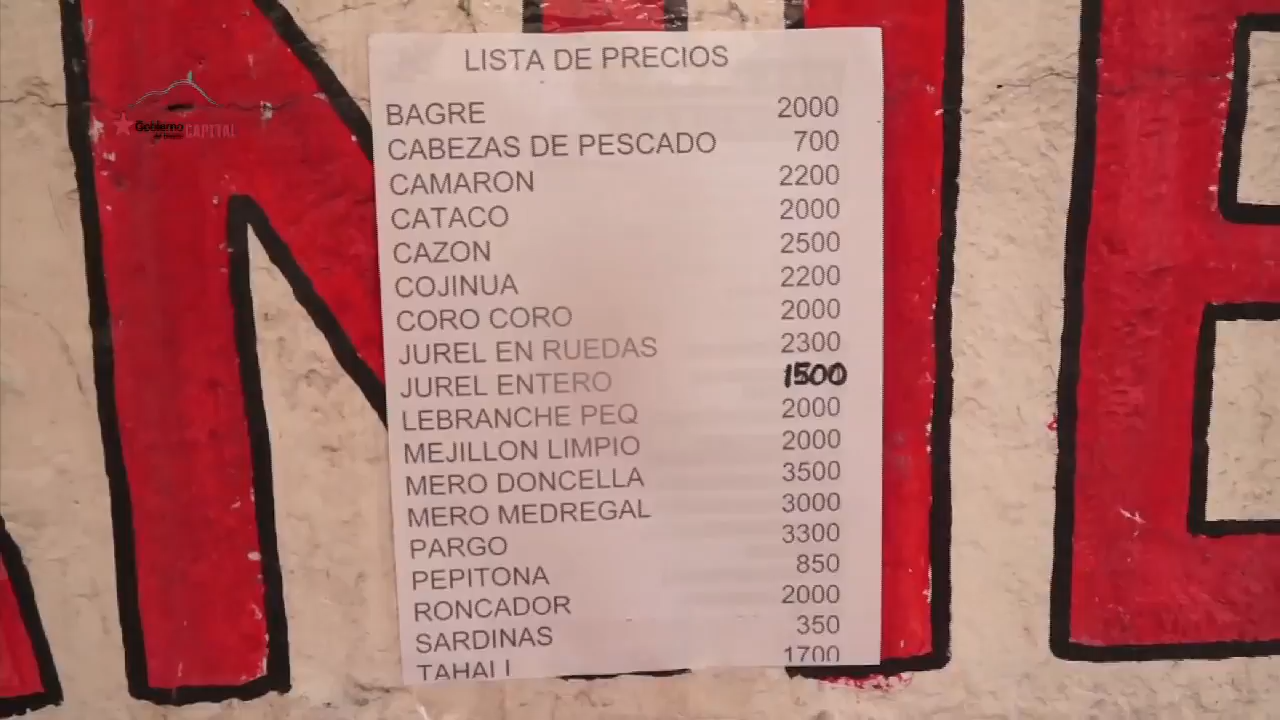 LISTA DE PRECIOS
BAGRE 2000
CABEZAS DE PESCADO 700
CAMARON 2200
CATACO 2000
CAZON 2500
COJINUA 2200
CORO CORO 2000
JUREL EN RUEDAS 2300
JUREL ENTERO 1500
LEBRANCHE PEQ 2000
MEJILLON LIMPIO 2000
MERO DONCELLA 3500
MERO MEDREGAL 3000
PARGO 3300
PEPITONA 850
RONCADOR 2000
SARDINAS 350
TAHALI 1700
Gobierno
CAPITAL